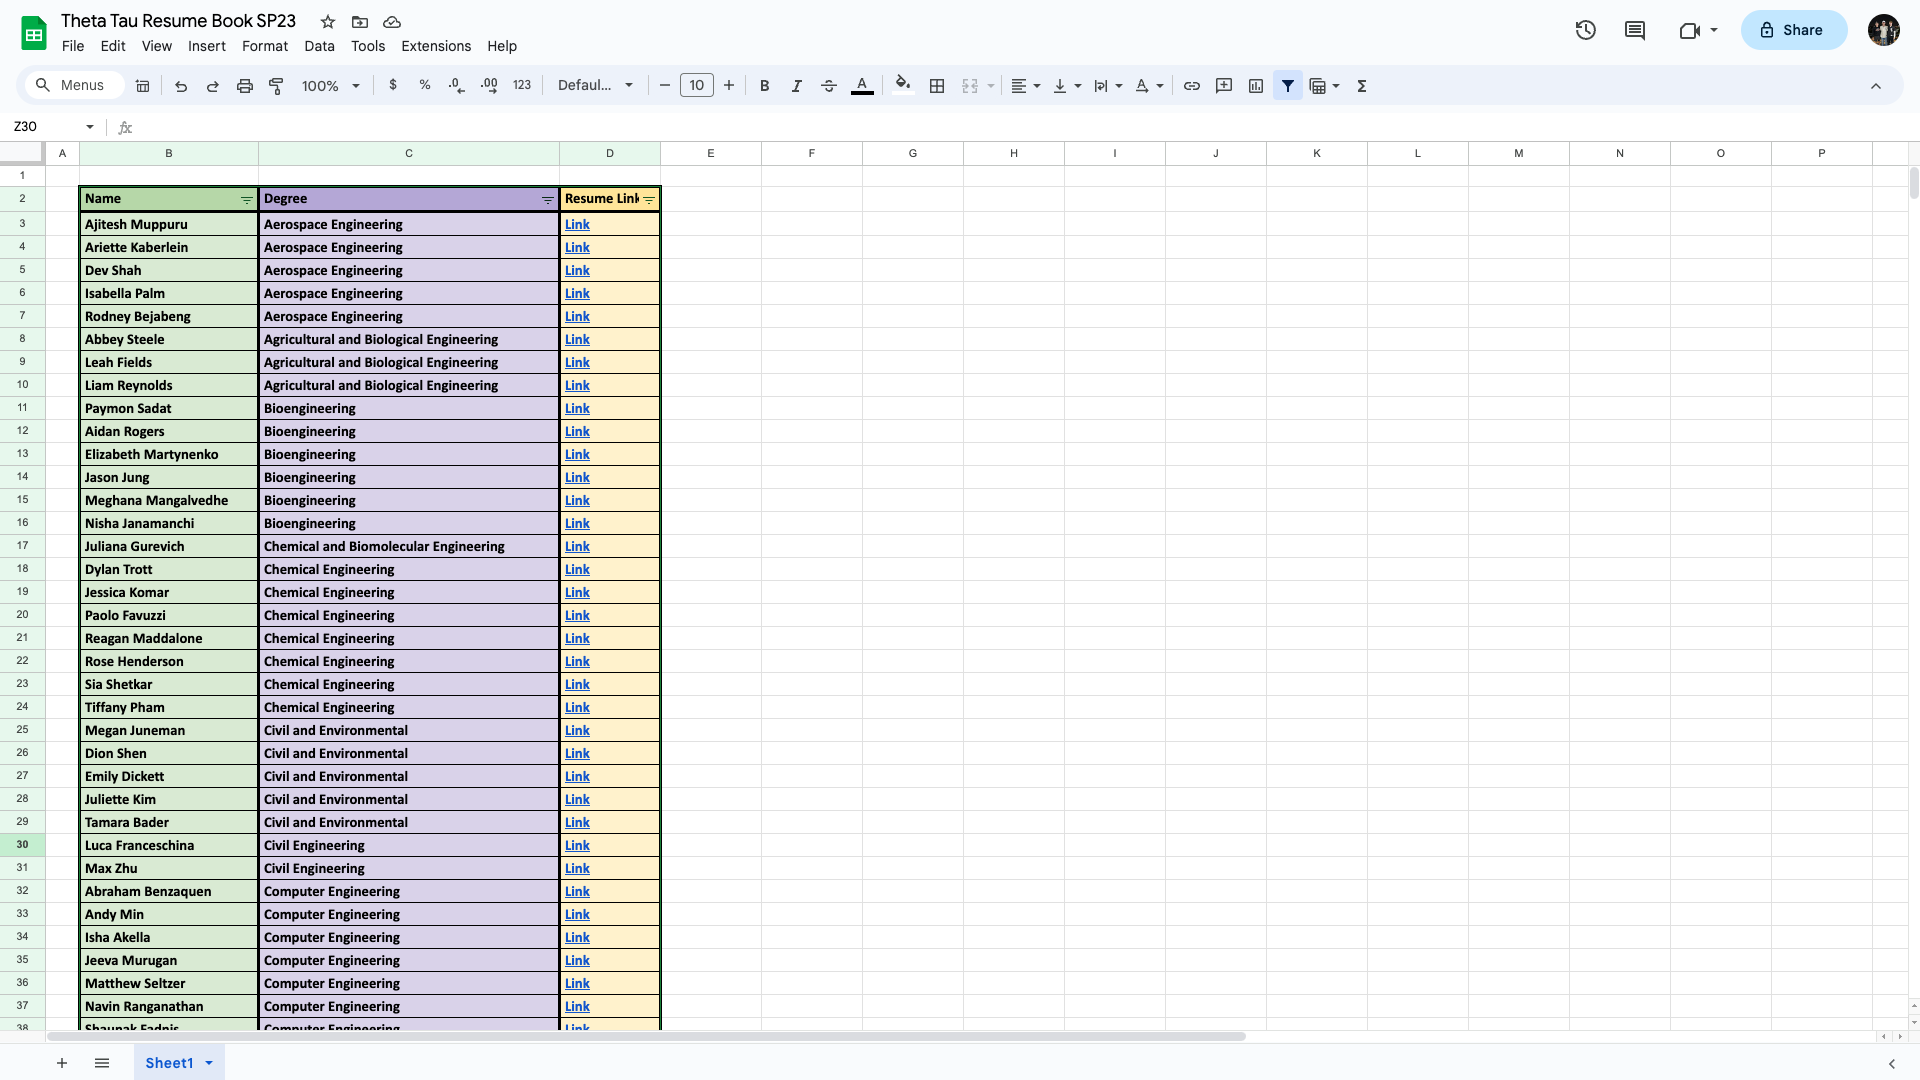 Theta Tau Resume Book SP23
File Edit View Insert Format Data Tools Extensions Help
Share
Menus 100% $ % .0 .00 123 Defaul... 10 B I A
Z30 fx
A B C D E F G H I J K L M N O P
1
2 Name Degree Resume Link
3 Ajitesh Muppuru Aerospace Engineering Link
4 Ariette Kaberlein Aerospace Engineering Link
5 Dev Shah Aerospace Engineering Link
6 Isabella Palm Aerospace Engineering Link
7 Rodney Bejabeng Aerospace Engineering Link
8 Abbey Steele Agricultural and Biological Engineering Link
9 Leah Fields Agricultural and Biological Engineering Link
10 Liam Reynolds Agricultural and Biological Engineering Link
11 Paymon Sadat Bioengineering Link
12 Aidan Rogers Bioengineering Link
13 Elizabeth Martynenko Bioengineering Link
14 Jason Jung Bioengineering Link
15 Meghana Mangalvedhe Bioengineering Link
16 Nisha Janamanchi Bioengineering Link
17 Juliana Gurevich Chemical and Biomolecular Engineering Link
18 Dylan Trott Chemical Engineering Link
19 Jessica Komar Chemical Engineering Link
20 Paolo Favuzzi Chemical Engineering Link
21 Reagan Maddalone Chemical Engineering Link
22 Rose Henderson Chemical Engineering Link
23 Sia Shetkar Chemical Engineering Link
24 Tiffany Pham Chemical Engineering Link
25 Megan Juneman Civil and Environmental Link
26 Dion Shen Civil and Environmental Link
27 Emily Dickett Civil and Environmental Link
28 Juliette Kim Civil and Environmental Link
29 Tamara Bader Civil and Environmental Link
30 Luca Franceschina Civil Engineering Link
31 Max Zhu Civil Engineering Link
32 Abraham Benzaquen Computer Engineering Link
33 Andy Min Computer Engineering Link
34 Isha Akella Computer Engineering Link
35 Jeeva Murugan Computer Engineering Link
36 Matthew Seltzer Computer Engineering Link
37 Navin Ranganathan Computer Engineering Link
38 Shaunak Fadnis Computer Engineering Link
Sheet1